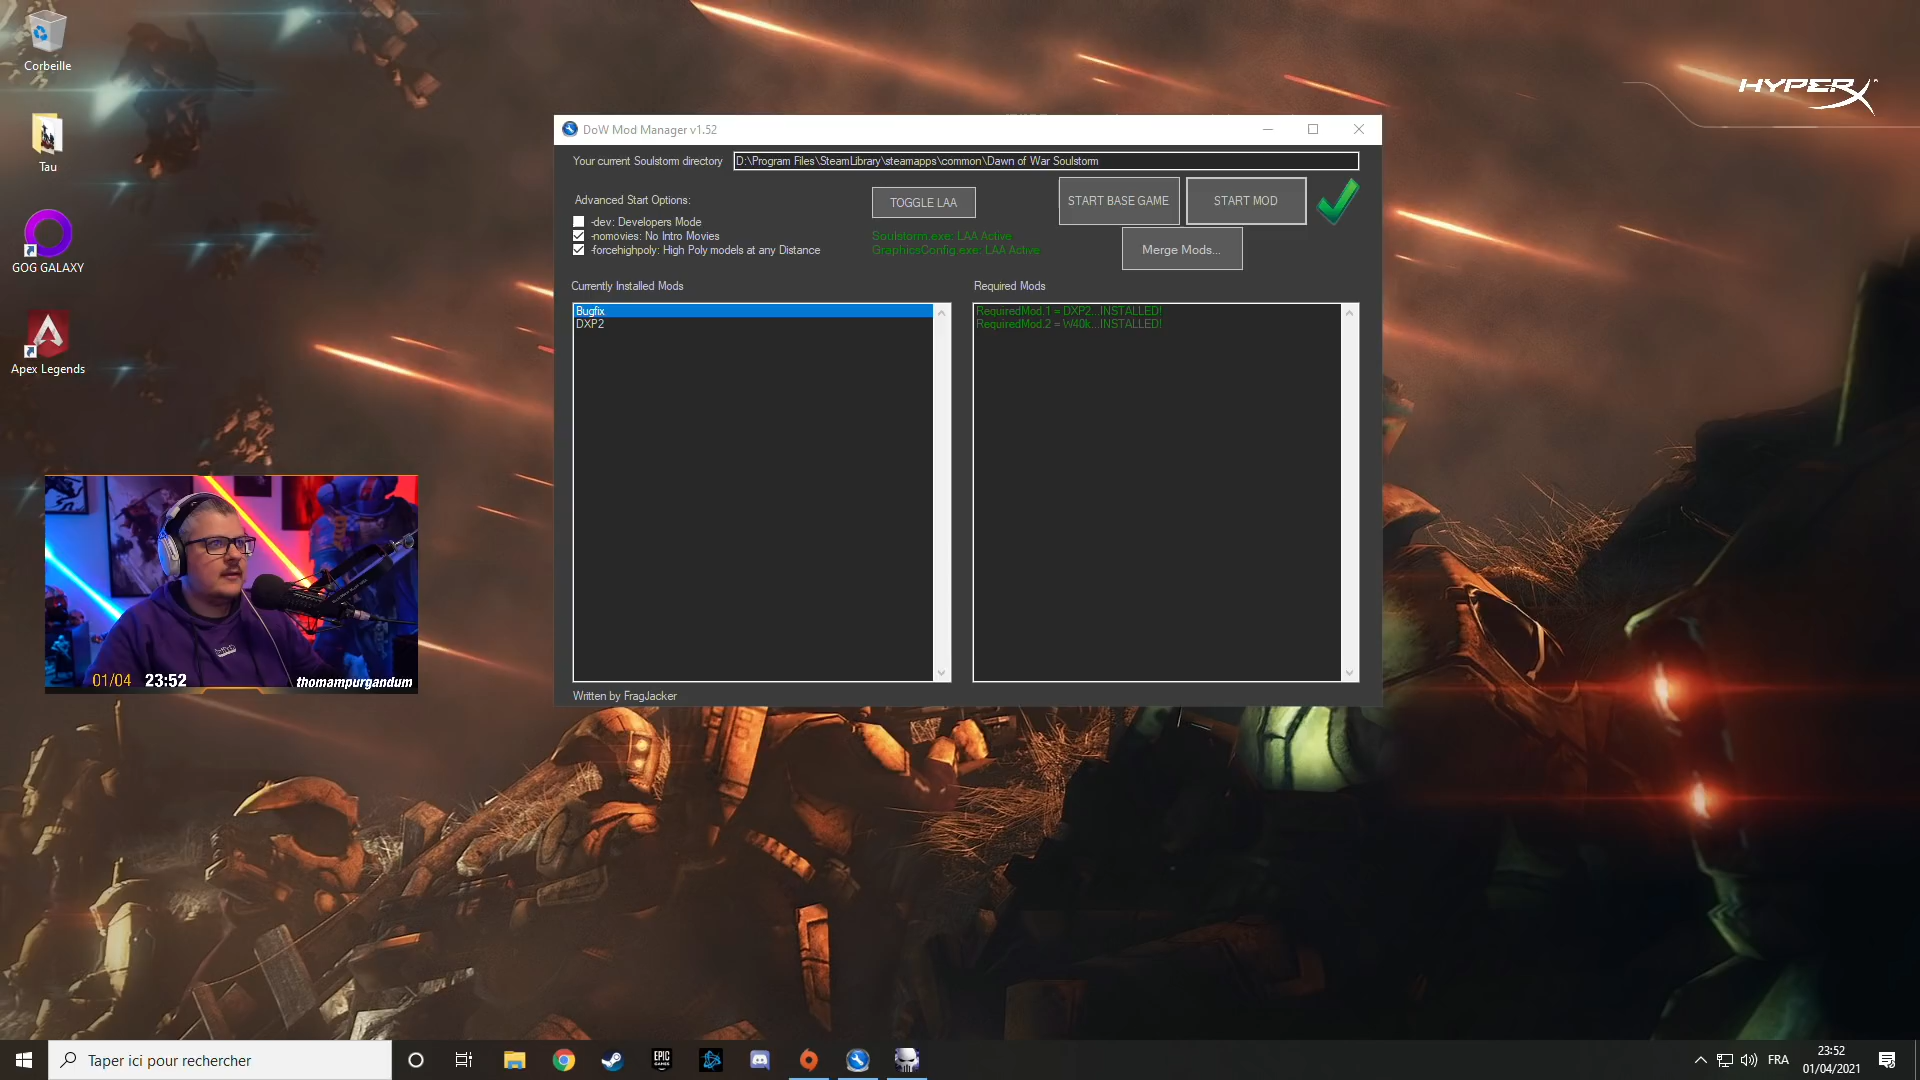 Corbeille
Tau
GOG GALAXY
Apex Legends
HYPERX
DoW Mod Manager v1.52
Your current Soulstorm directory
D:\Program Files\SteamLibrary\steamapps\common\Dawn of War Soulstorm
Advanced Start Options:
-dev: Developers Mode
-nomovies: No Intro Movies
-forcehighpoly: High Poly models at any Distance
TOGGLE LAA
Soulstorm.exe: LAA Active
GraphicsConfig.exe: LAA Active
START BASE GAME
START MOD
Merge Mods...
Currently Installed Mods
Bugfix
DXP2
Required Mods
RequiredMod.1 = DXP2...INSTALLED!
RequiredMod.2 = W40k...INSTALLED!
Written by FragJacker
01/04 23:52 thomampurgandum
Taper ici pour rechercher
EPIC GAMES
FRA
23:52
01/04/2021